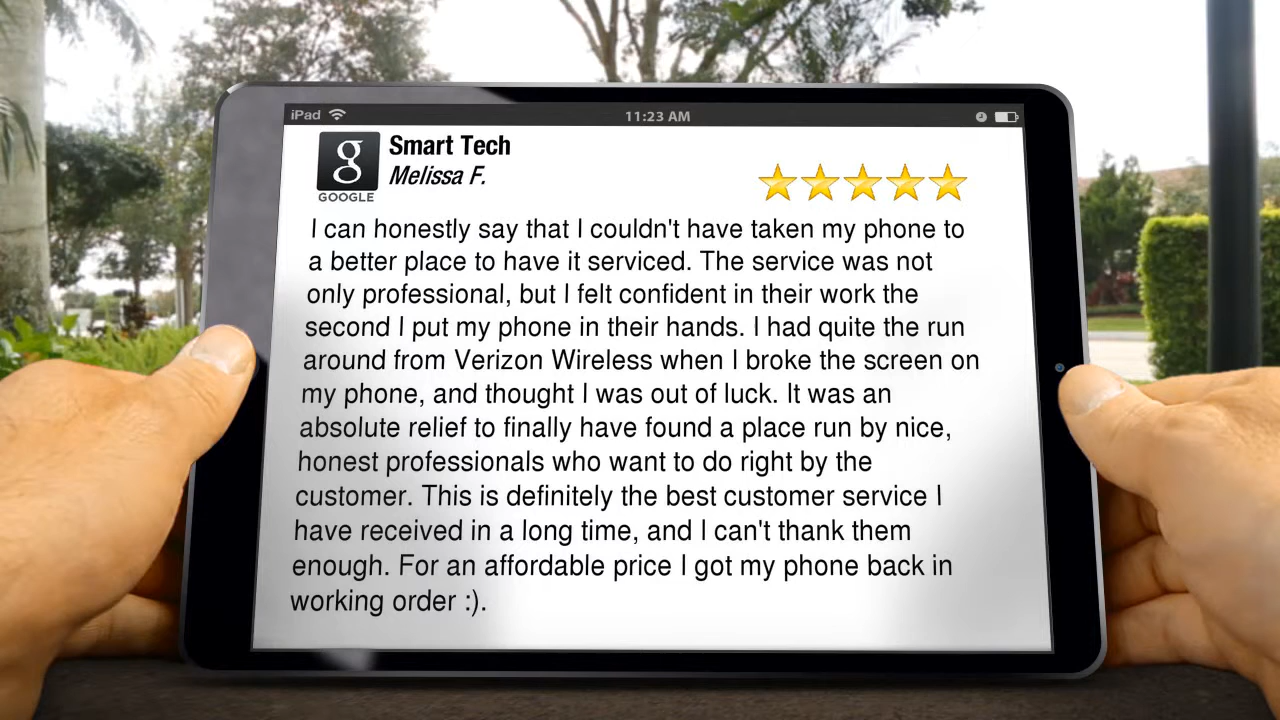 iPad 11:23 AM
g
GOOGLE
Smart Tech
Melissa F.
I can honestly say that I couldn't have taken my phone to
a better place to have it serviced. The service was not
only professional, but I felt confident in their work the
second I put my phone in their hands. I had quite the run
around from Verizon Wireless when I broke the screen on
my phone, and thought I was out of luck. It was an
absolute relief to finally have found a place run by nice,
honest professionals who want to do right by the
customer. This is definitely the best customer service I
have received in a long time, and I can't thank them
enough. For an affordable price I got my phone back in
working order :).